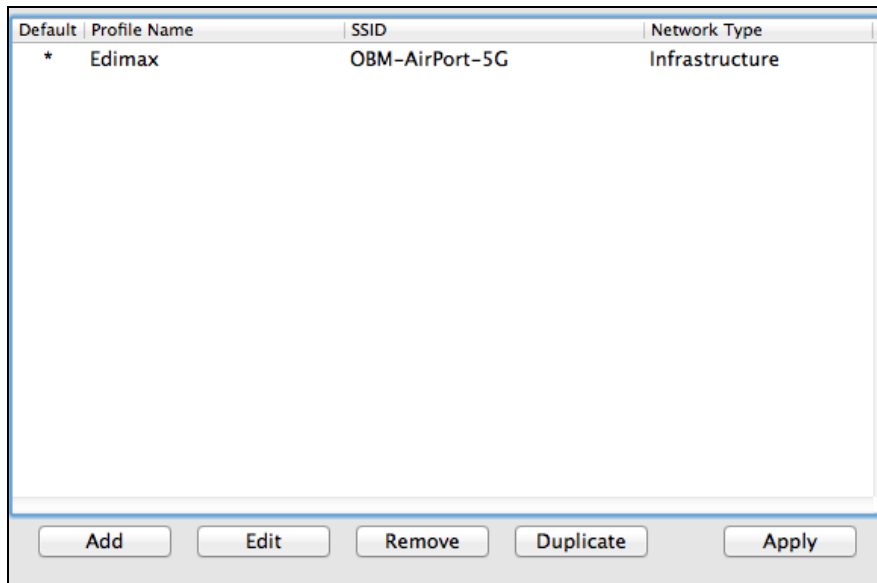 Default Profile Name SSID Network Type
* Edimax OBM-AirPort-5G Infrastructure
Add Edit Remove Duplicate Apply